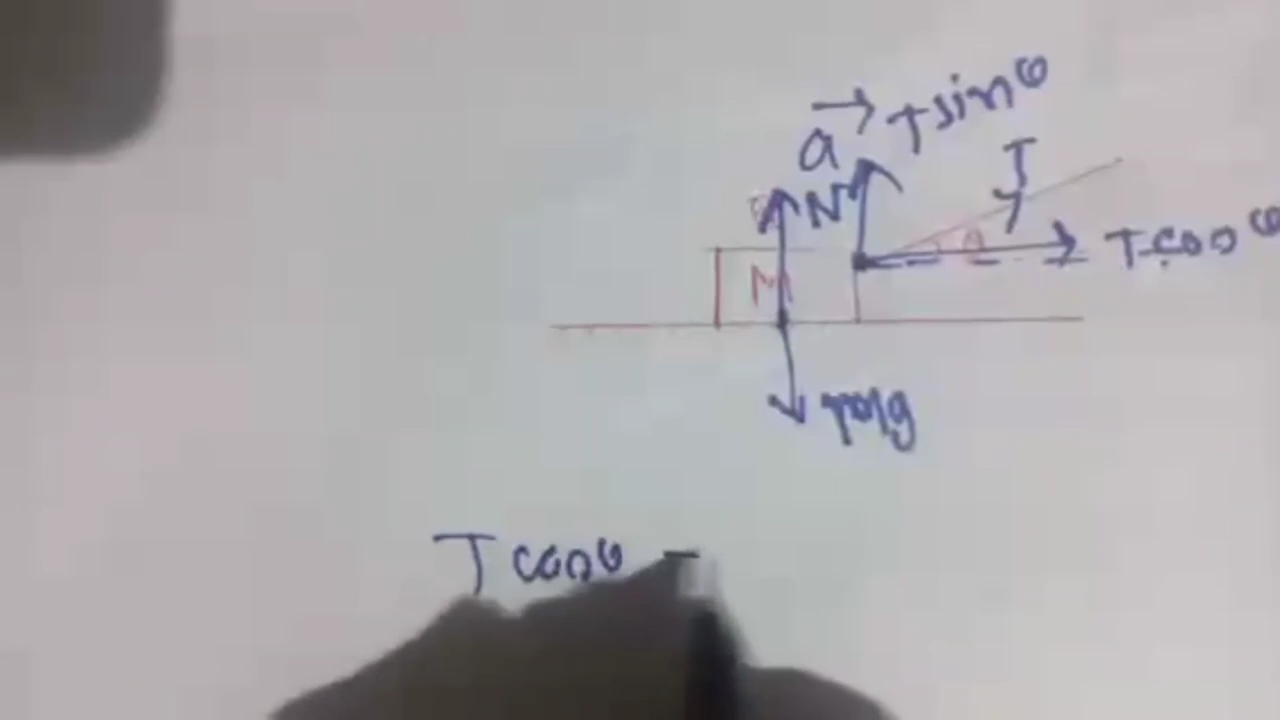 a
T sinθ
N
T
θ
T cosθ
M
Mg
T cosθ =